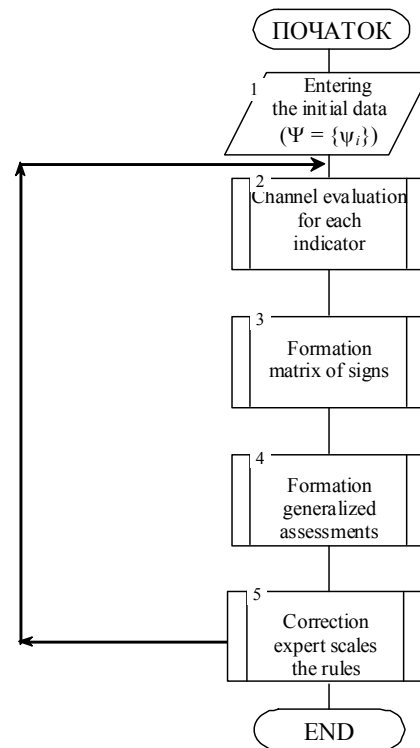 ПОЧАТОК
1
Entering
the initial data
(Ψ = {ψi})
2
Channel evaluation
for each
indicator
3
Formation
matrix of signs
4
Formation
generalized
assessments
5
Correction
expert scales
the rules
END